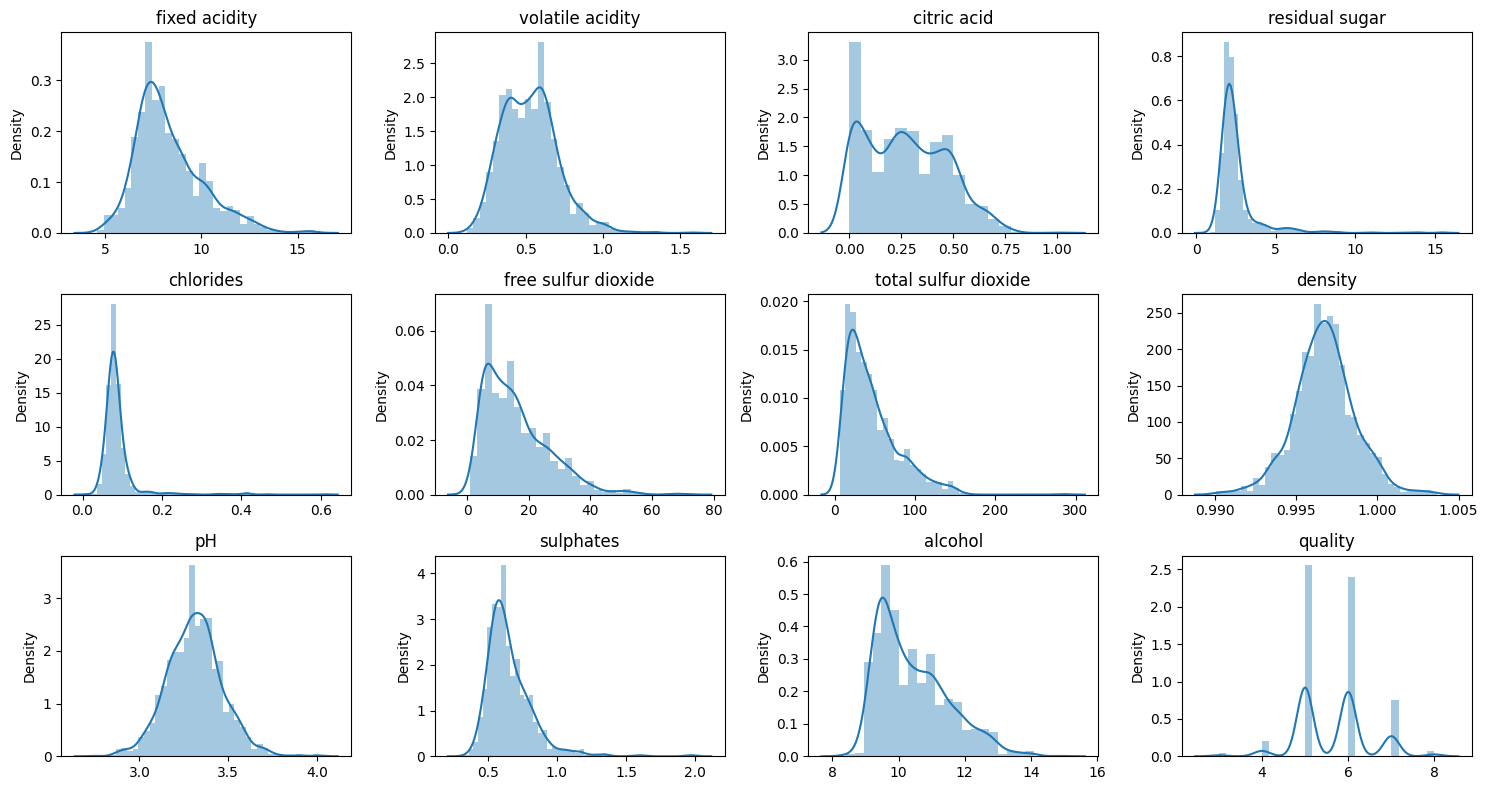 fixed acidity
Density
0.3
0.2
0.1
0.0
5 10 15
volatile acidity
Density
2.5
2.0
1.5
1.0
0.5
0.0
0.0 0.5 1.0 1.5
citric acid
Density
3.0
2.5
2.0
1.5
1.0
0.5
0.0
0.00 0.25 0.50 0.75 1.00
residual sugar
Density
0.8
0.6
0.4
0.2
0.0
0 5 10 15
chlorides
Density
25
20
15
10
5
0
0.0 0.2 0.4 0.6
free sulfur dioxide
Density
0.06
0.04
0.02
0.00
0 20 40 60 80
total sulfur dioxide
Density
0.020
0.015
0.010
0.005
0.000
0 100 200 300
density
Density
250
200
150
100
50
0
0.990 0.995 1.000 1.005
pH
Density
3
2
1
0
3.0 3.5 4.0
sulphates
Density
4
3
2
1
0
0.5 1.0 1.5 2.0
alcohol
Density
0.6
0.5
0.4
0.3
0.2
0.1
0.0
8 10 12 14 16
quality
Density
2.5
2.0
1.5
1.0
0.5
0.0
4 6 8